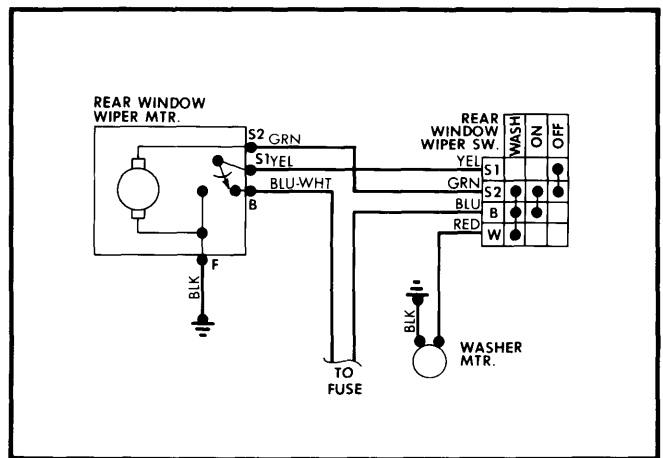 REAR WINDOW
WIPER MTR.
S2 GRN
S1 YEL
BLU-WHT
B
F
BLK
REAR
WINDOW
WIPER SW.
WASH
ON
OFF
YEL S1
GRN S2
BLU B
RED W
BLK
WASHER
MTR.
TO
FUSE